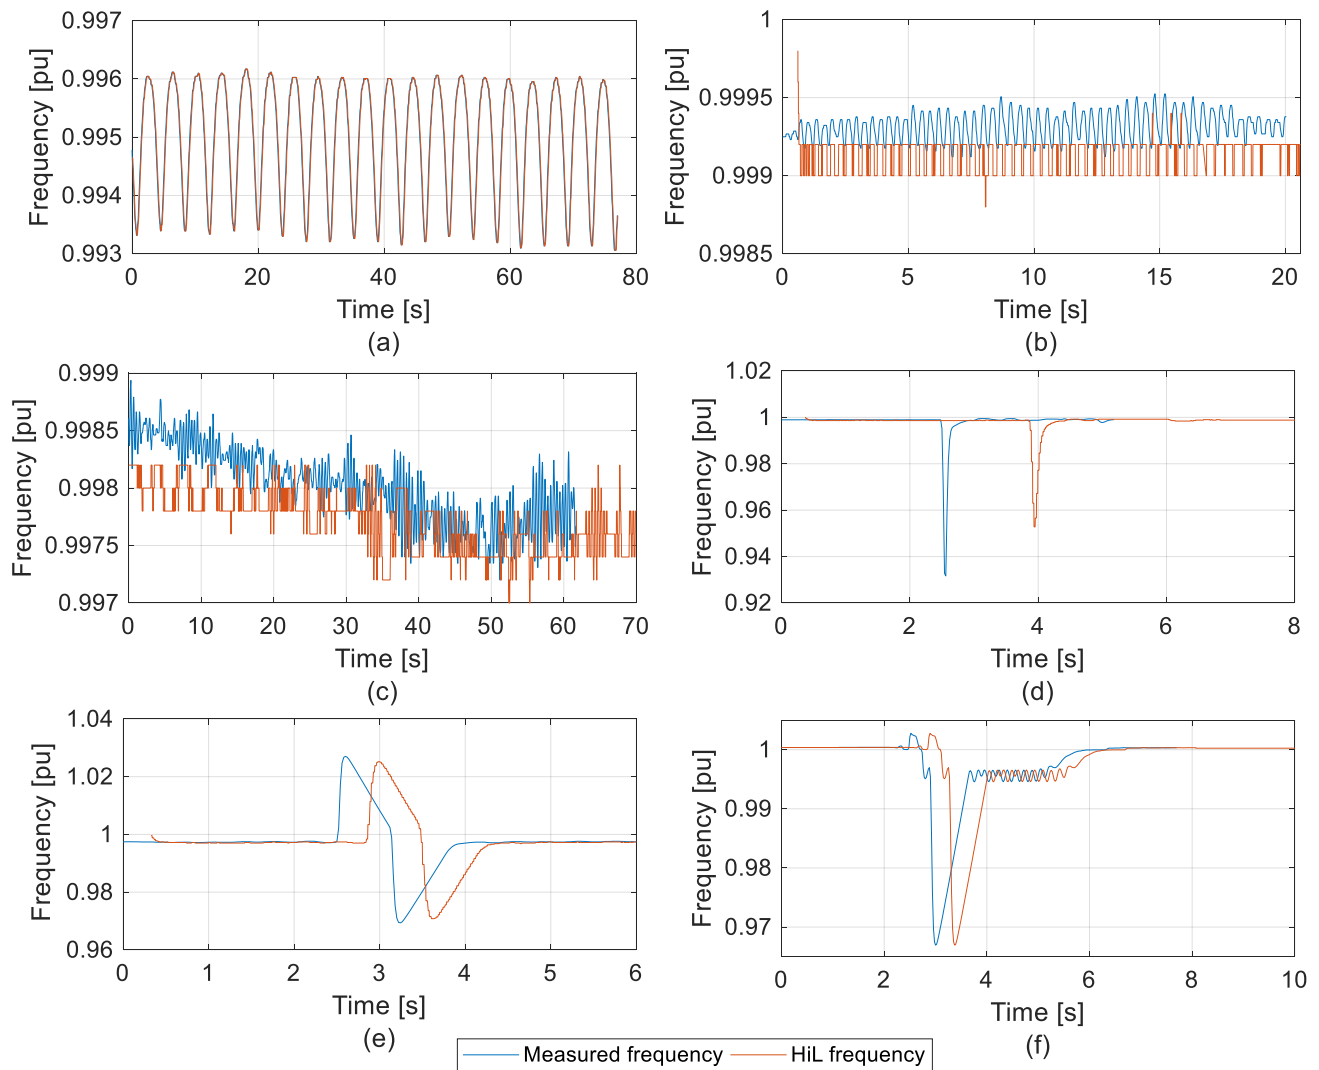 0.997
0.996
0.995
0.994
0.993
Frequency [pu]
0 20 40 60 80
Time [s]
(a)
1
0.9995
0.999
0.9985
Frequency [pu]
0 5 10 15 20
Time [s]
(b)
0.999
0.9985
0.998
0.9975
0.997
Frequency [pu]
0 10 20 30 40 50 60 70
Time [s]
(c)
1.02
1
0.98
0.96
0.94
0.92
Frequency [pu]
0 2 4 6 8
Time [s]
(d)
1.04
1.02
1
0.98
0.96
Frequency [pu]
0 1 2 3 4 5 6
Time [s]
(e)
1
0.99
0.98
0.97
Frequency [pu]
0 2 4 6 8 10
Time [s]
(f)
Measured frequency HiL frequency